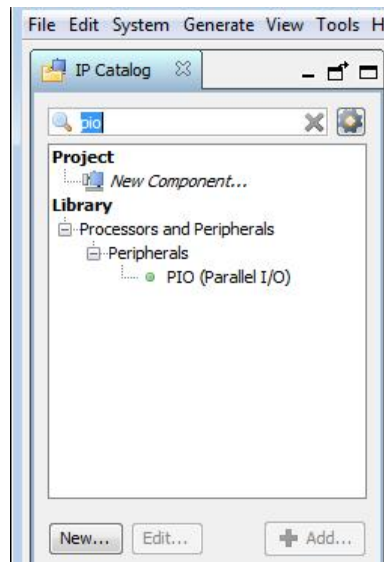 File Edit System Generate View Tools H
IP Catalog
pio
Project
New Component...
Library
Processors and Peripherals
Peripherals
PIO (Parallel I/O)
New... Edit... Add...